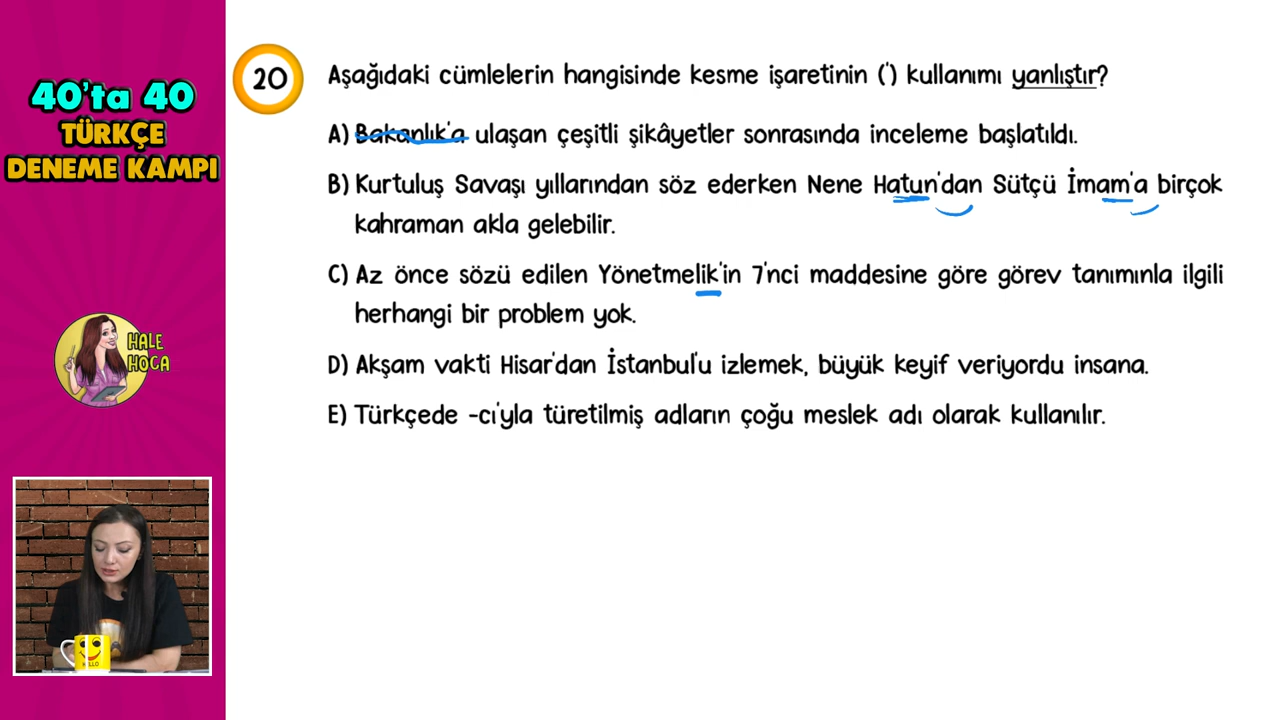 40'ta 40
TÜRKÇE
DENEME KAMPI
HALE
HOCA
HELLO
20
Aşağıdaki cümlelerin hangisinde kesme işaretinin (') kullanımı yanlıştır?
A) Bakanlık'a ulaşan çeşitli şikâyetler sonrasında inceleme başlatıldı.
B) Kurtuluş Savaşı yıllarından söz ederken Nene Hatun'dan Sütçü İmam'a birçok
kahraman akla gelebilir.
C) Az önce sözü edilen Yönetmelik'in 7'nci maddesine göre görev tanımınla ilgili
herhangi bir problem yok.
D) Akşam vakti Hisar'dan İstanbul'u izlemek, büyük keyif veriyordu insana.
E) Türkçede -cı'yla türetilmiş adların çoğu meslek adı olarak kullanılır.